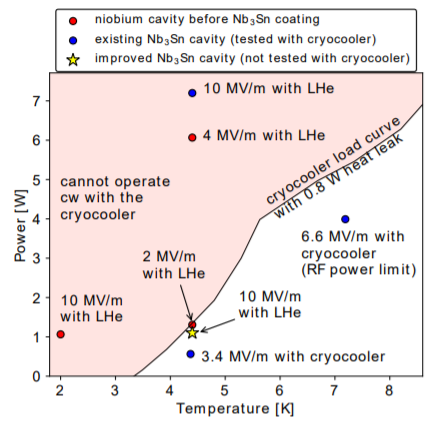 niobium cavity before Nb₃Sn coating
existing Nb₃Sn cavity (tested with cryocooler)
improved Nb₃Sn cavity (not tested with cryocooler)
10 MV/m with LHe
4 MV/m with LHe
cryocooler load curve
with 0.8 W heat leak
cannot operate
cw with the
cryocooler
6.6 MV/m with
cryocooler
(RF power limit)
2 MV/m
with LHe
10 MV/m
with LHe
10 MV/m
with LHe
3.4 MV/m with cryocooler
Power [W]
7
6
5
4
3
2
1
0
2 3 4 5 6 7 8
Temperature [K]